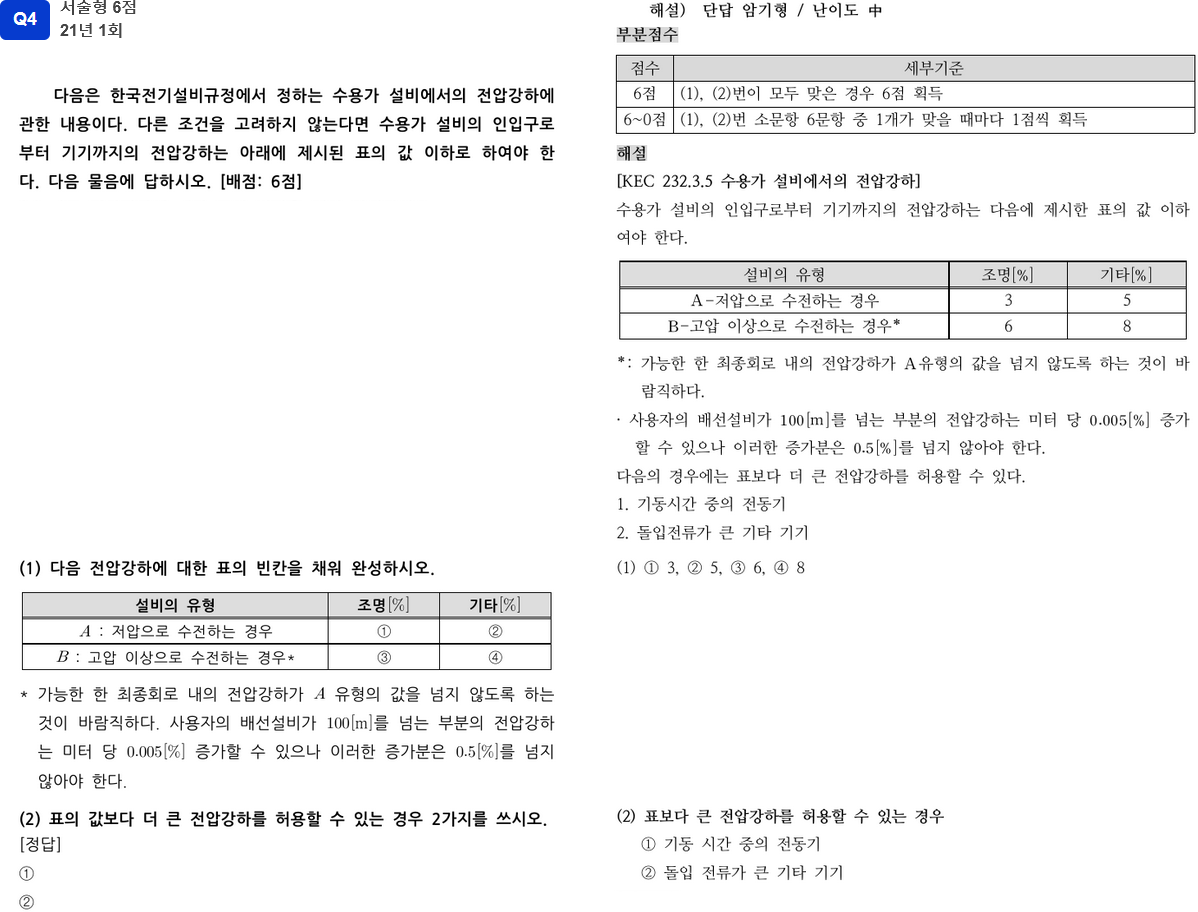 Q4
서술형 6점
21년 1회
다음은 한국전기설비규정에서 정하는 수용가 설비에서의 전압강하에
관한 내용이다. 다른 조건을 고려하지 않는다면 수용가 설비의 인입구로
부터 기기까지의 전압강하는 아래에 제시된 표의 값 이하로 하여야 한
다. 다음 물음에 답하시오. [배점: 6점]
(1) 다음 전압강하에 대한 표의 빈칸을 채워 완성하시오.
설비의 유형 조명[%] 기타[%]
A : 저압으로 수전하는 경우 ① ②
B : 고압 이상으로 수전하는 경우* ③ ④
* 가능한 한 최종회로 내의 전압강하가 A 유형의 값을 넘지 않도록 하는
것이 바람직하다. 사용자의 배선설비가 100[m]를 넘는 부분의 전압강하
는 미터 당 0.005[%] 증가할 수 있으나 이러한 증가분은 0.5[%]를 넘지
않아야 한다.
(2) 표의 값보다 더 큰 전압강하를 허용할 수 있는 경우 2가지를 쓰시오.
[정답]
①
②
해설) 단답 암기형 / 난이도 中
부분점수
점수 세부기준
6점 (1), (2)번이 모두 맞은 경우 6점 획득
6~0점 (1), (2)번 소문항 6문항 중 1개가 맞을 때마다 1점씩 획득
해설
[KEC 232.3.5 수용가 설비에서의 전압강하]
수용가 설비의 인입구로부터 기기까지의 전압강하는 다음에 제시한 표의 값 이하
여야 한다.
설비의 유형 조명[%] 기타[%]
A-저압으로 수전하는 경우 3 5
B-고압 이상으로 수전하는 경우* 6 8
*: 가능한 한 최종회로 내의 전압강하가 A유형의 값을 넘지 않도록 하는 것이 바
람직하다.
· 사용자의 배선설비가 100[m]를 넘는 부분의 전압강하는 미터 당 0.005[%] 증가
할 수 있으나 이러한 증가분은 0.5[%]를 넘지 않아야 한다.
다음의 경우에는 표보다 더 큰 전압강하를 허용할 수 있다.
1. 기동시간 중의 전동기
2. 돌입전류가 큰 기타 기기
(1) ① 3, ② 5, ③ 6, ④ 8
(2) 표보다 큰 전압강하를 허용할 수 있는 경우
① 기동 시간 중의 전동기
② 돌입 전류가 큰 기타 기기